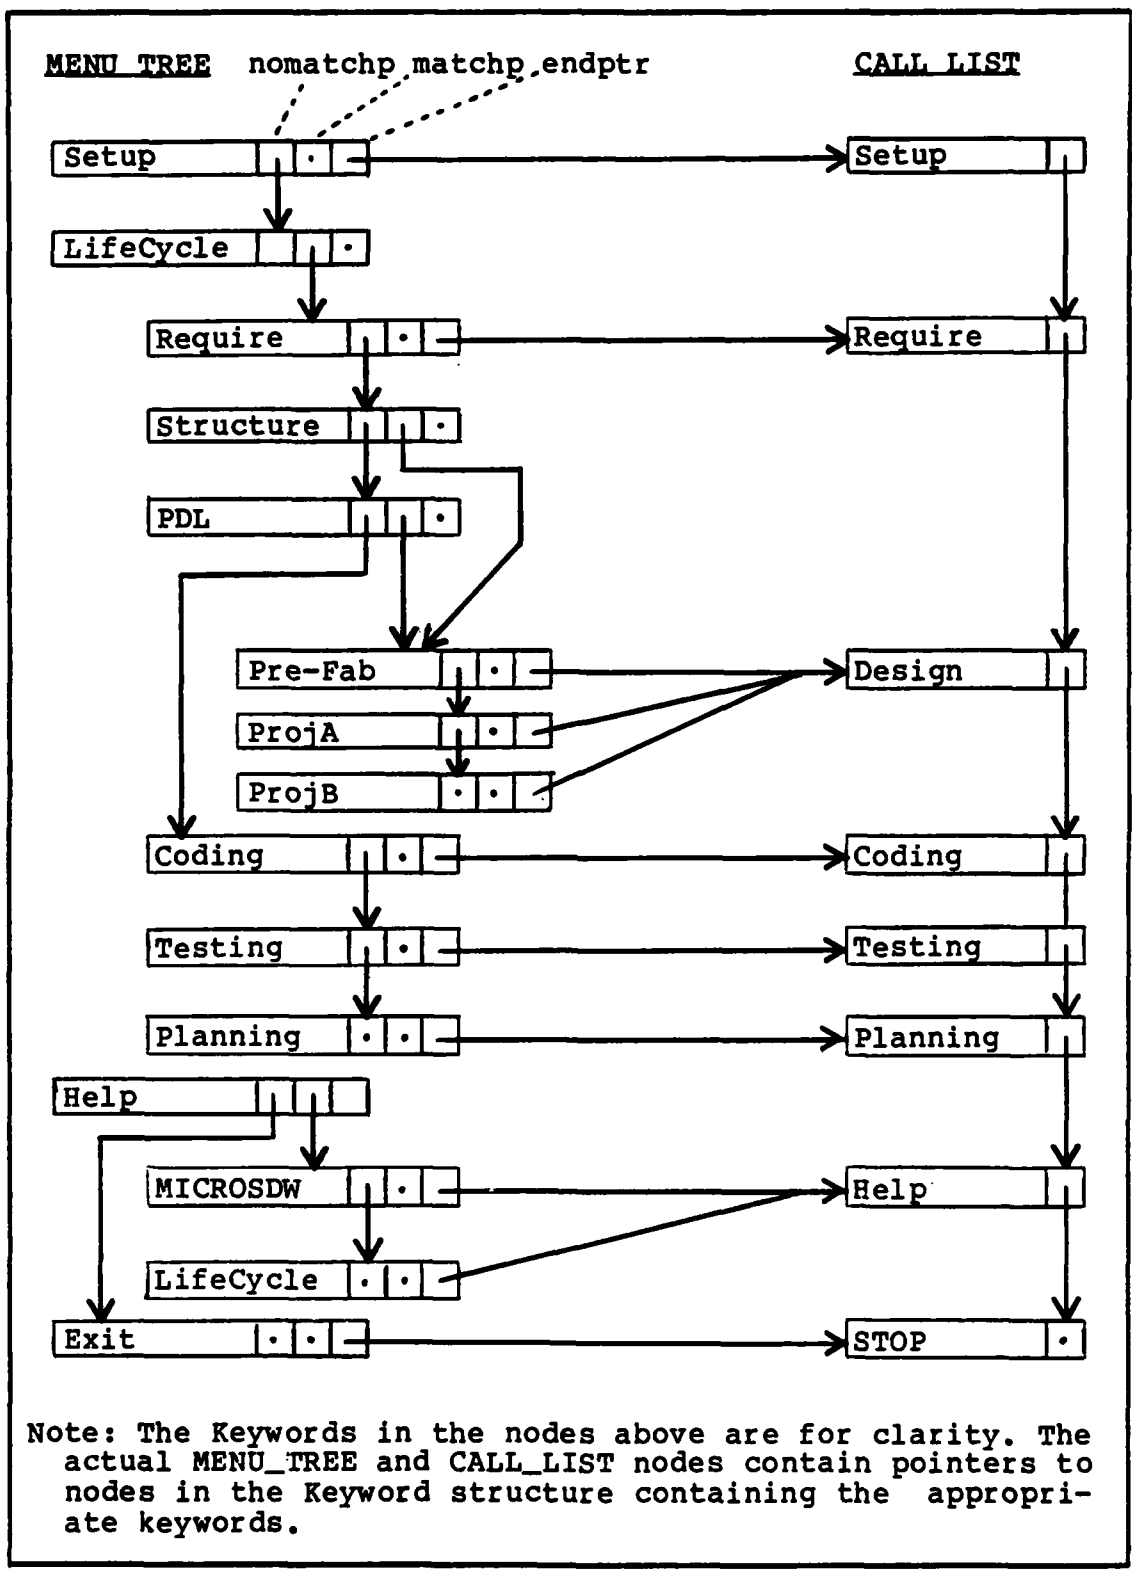 MENU TREE nomatchp matchp endptr CALL LIST
Setup Setup
LifeCycle
Require Require
Structure
PDL
Pre-Fab Design
ProjA
ProjB
Coding Coding
Testing Testing
Planning Planning
Help
MICROSDW Help
LifeCycle
Exit STOP
Note: The Keywords in the nodes above are for clarity. The
actual MENU_TREE and CALL_LIST nodes contain pointers to
nodes in the Keyword structure containing the appropri-
ate keywords.